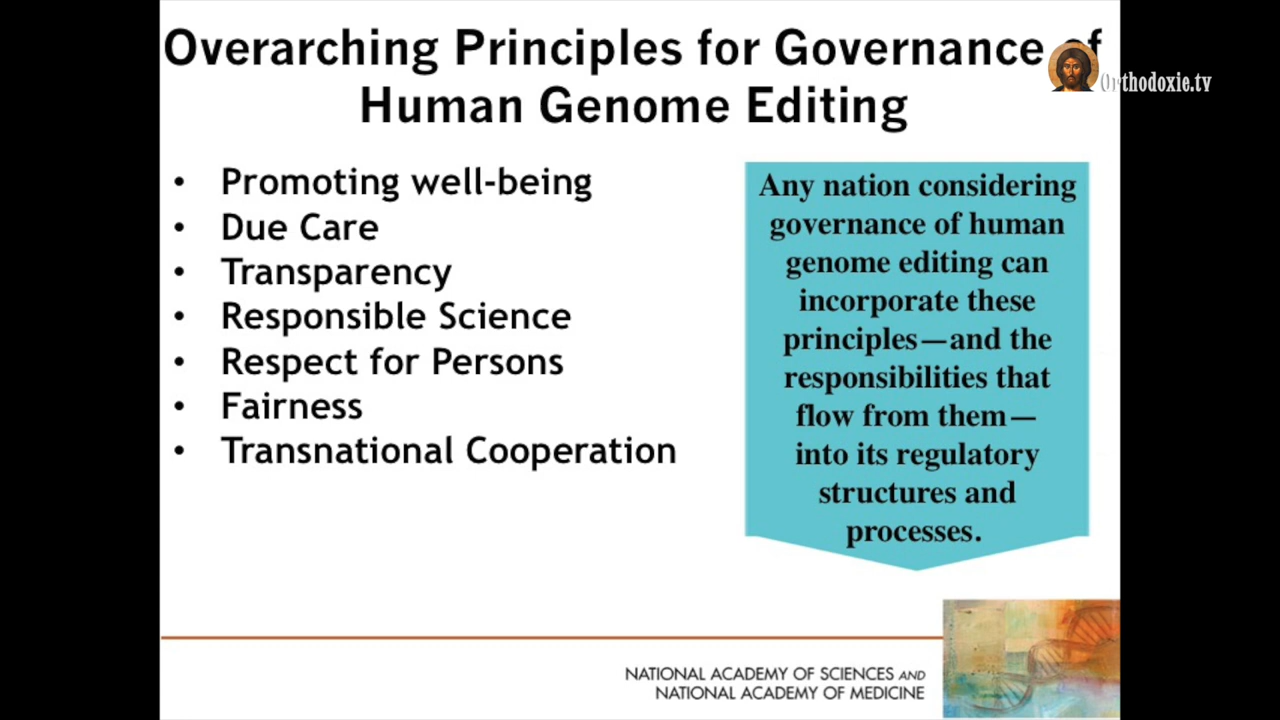 Overarching Principles for Governance of
Human Genome Editing
Orthodoxie.tv
• Promoting well-being
• Due Care
• Transparency
• Responsible Science
• Respect for Persons
• Fairness
• Transnational Cooperation
Any nation considering
governance of human
genome editing can
incorporate these
principles—and the
responsibilities that
flow from them—
into its regulatory
structures and
processes.
NATIONAL ACADEMY OF SCIENCES AND
NATIONAL ACADEMY OF MEDICINE